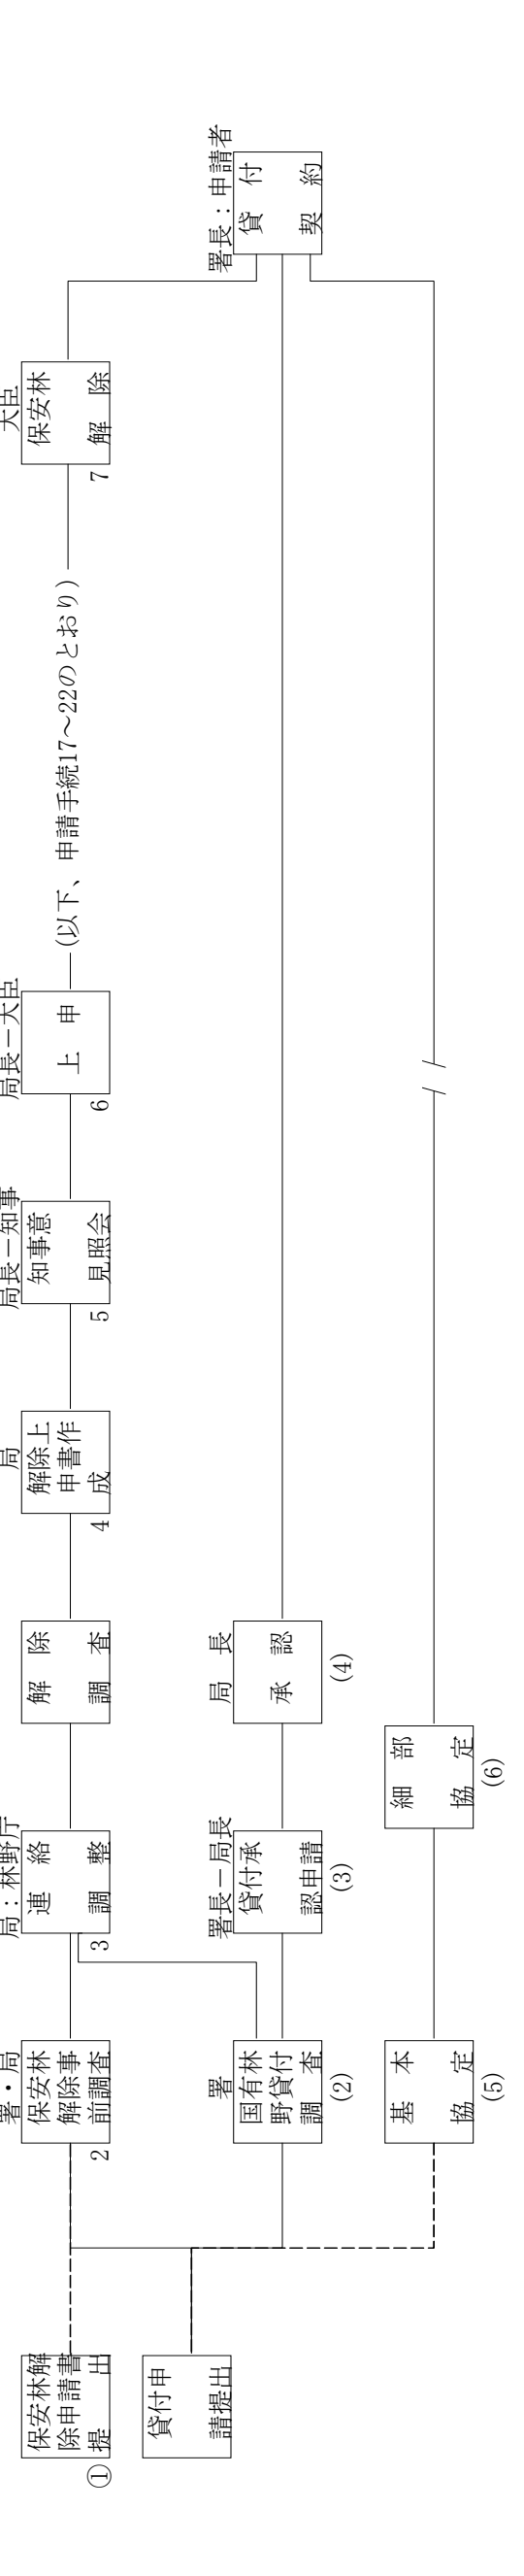 ①
保安林解
除申請書
提出
貸付申
請提出
署・局
保安林
解除事
前調査
2
局：林野庁
連絡
調整
3
解除
調査
局
解除上
申書作
成
4
局長－知事
知事意
見照会
5
局長－大臣
上申
6
（以下、申請手続17～22のとおり）
大臣
保安林
解除
7
署
国有林
野貸付
調査
(2)
署長－局長
貸付承
認申請
(3)
局長
承認
(4)
署長：申請者
貸付
契約
基本
協定
(5)
細部
協定
(6)